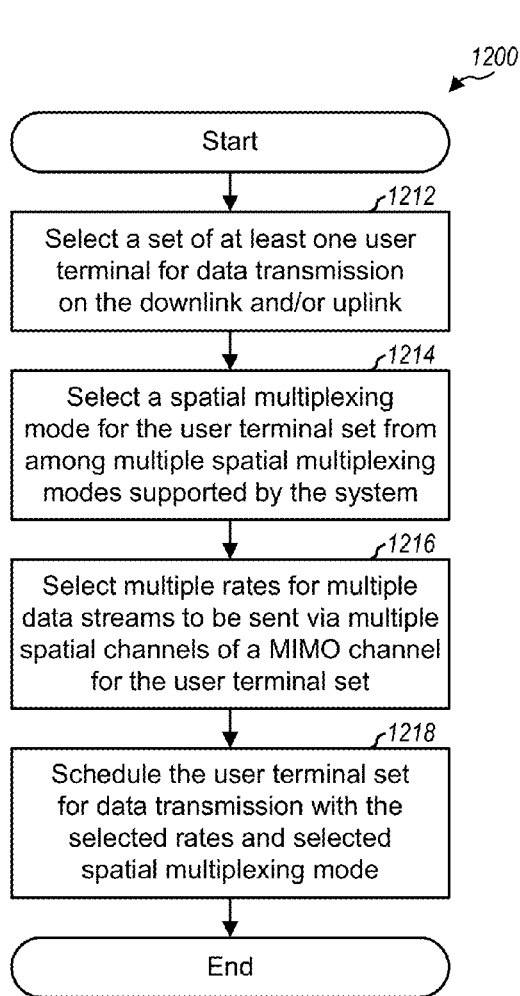 1200
Start
1212
Select a set of at least one user
terminal for data transmission
on the downlink and/or uplink
1214
Select a spatial multiplexing
mode for the user terminal set from
among multiple spatial multiplexing
modes supported by the system
1216
Select multiple rates for multiple
data streams to be sent via multiple
spatial channels of a MIMO channel
for the user terminal set
1218
Schedule the user terminal set
for data transmission with the
selected rates and selected
spatial multiplexing mode
End